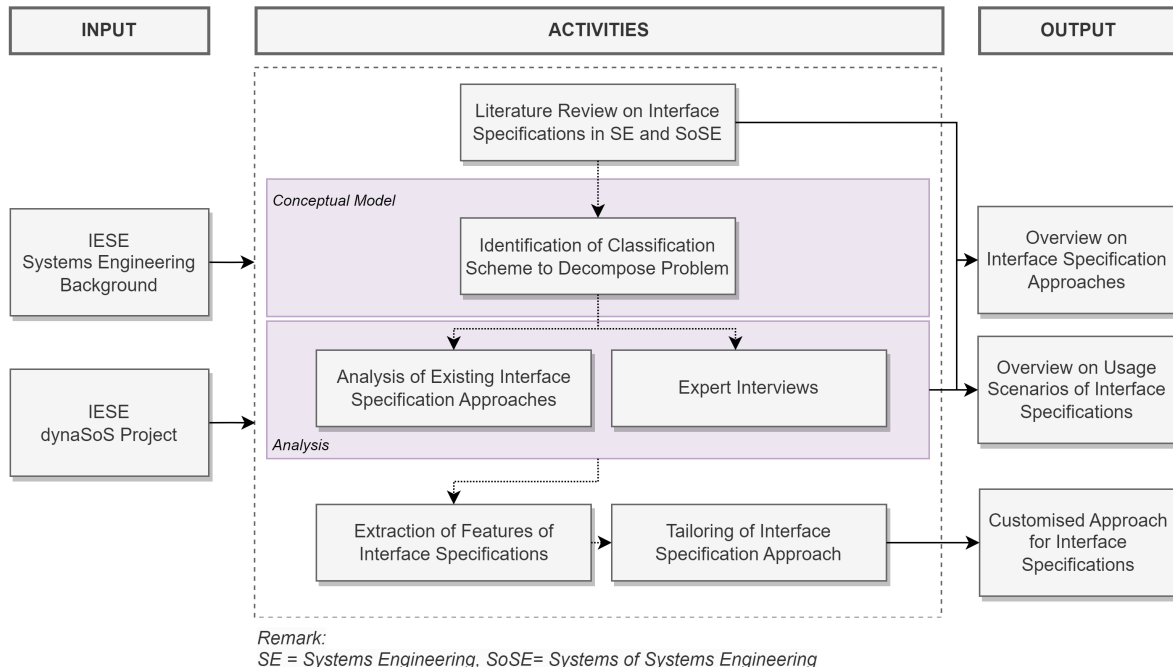 INPUT
ACTIVITIES
OUTPUT
Literature Review on Interface
Specifications in SE and SoSE
Conceptual Model
IESE
Systems Engineering
Background
Identification of Classification
Scheme to Decompose Problem
Overview on
Interface Specification
Approaches
IESE
dynaSoS Project
Analysis of Existing Interface
Specification Approaches
Expert Interviews
Analysis
Overview on Usage
Scenarios of Interface
Specifications
Extraction of Features of
Interface Specifications
Tailoring of Interface
Specification Approach
Customised Approach
for Interface
Specifications
Remark:
SE = Systems Engineering, SoSE= Systems of Systems Engineering